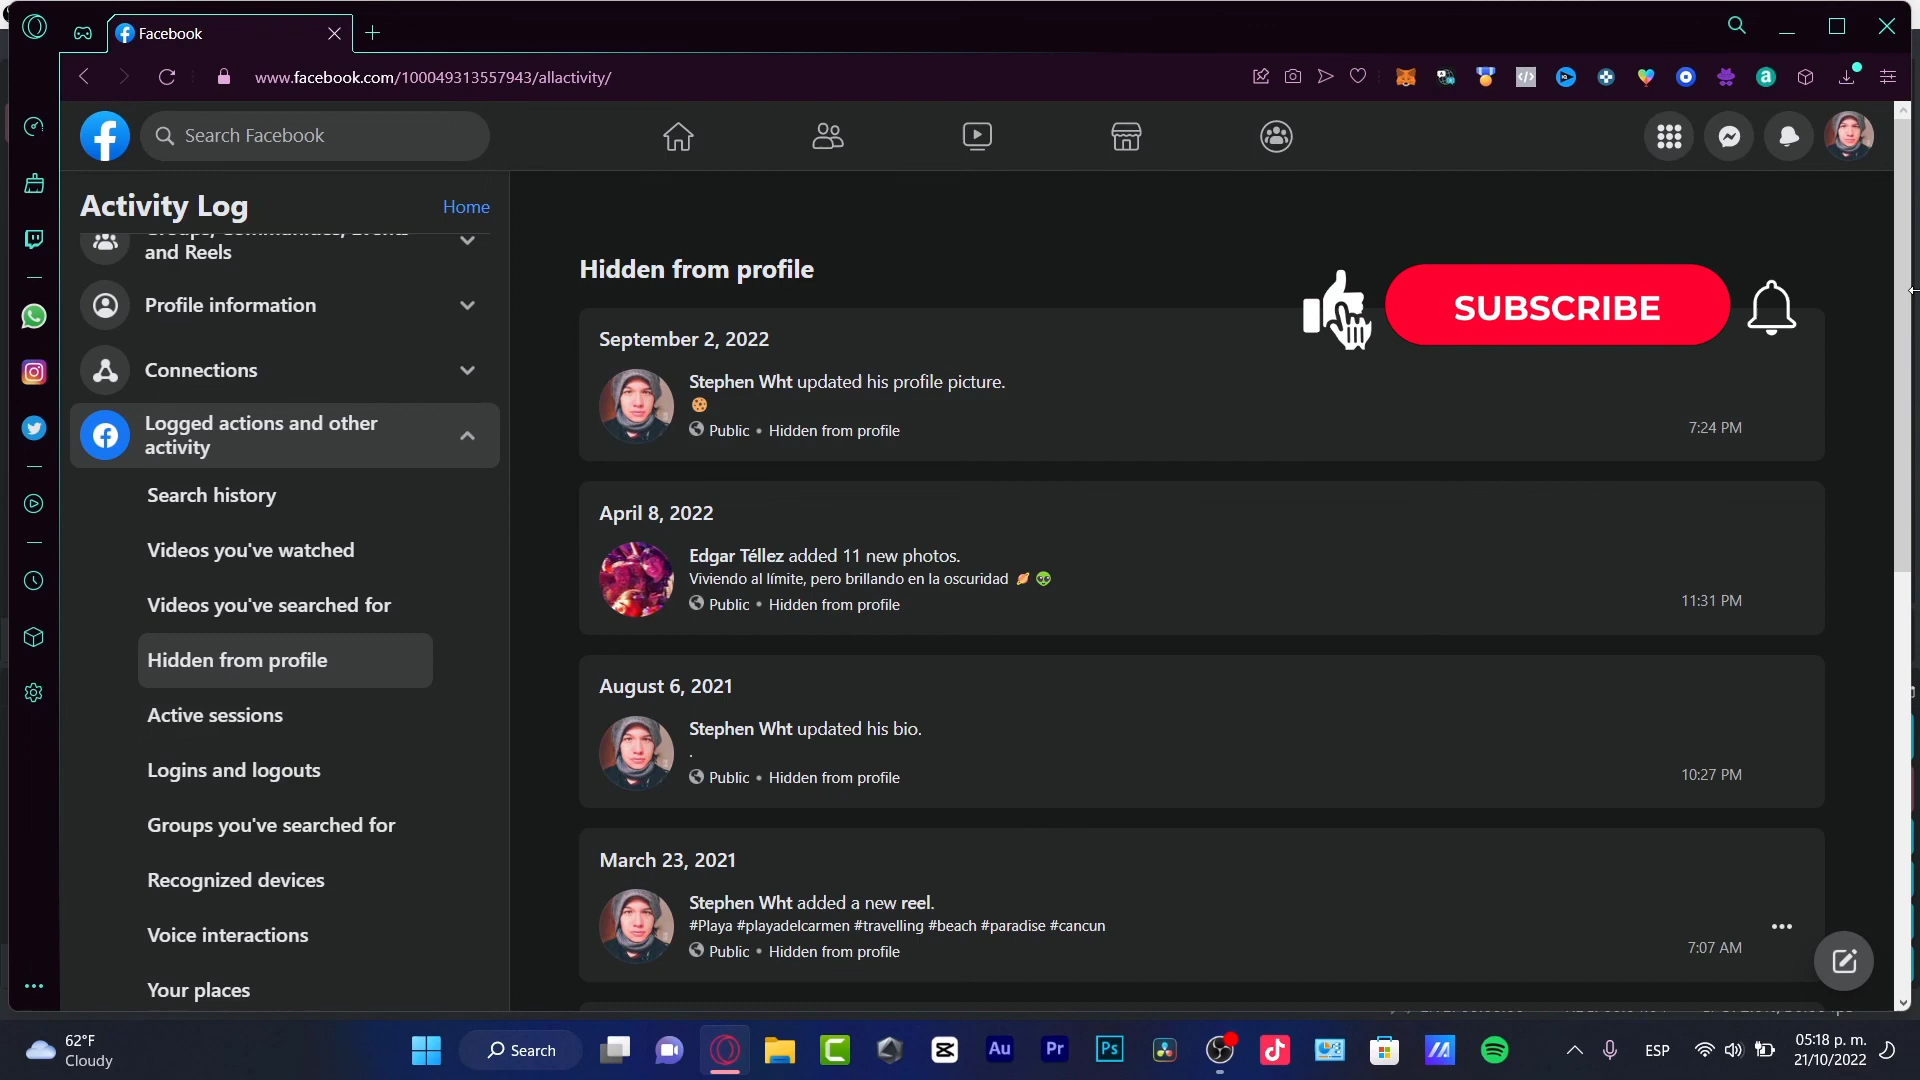 Facebook
www.facebook.com/100049313557943/allactivity/
Search Facebook
Activity Log
Home
and Reels
Profile information
Connections
Logged actions and other
activity
Search history
Videos you've watched
Videos you've searched for
Hidden from profile
Active sessions
Logins and logouts
Groups you've searched for
Recognized devices
Voice interactions
Your places
Hidden from profile
SUBSCRIBE
September 2, 2022
Stephen Wht updated his profile picture.
🍪
Public • Hidden from profile
7:24 PM
April 8, 2022
Edgar Téllez added 11 new photos.
Viviendo al límite, pero brillando en la oscuridad 🪐 👽
Public • Hidden from profile
11:31 PM
August 6, 2021
Stephen Wht updated his bio.
.
Public • Hidden from profile
10:27 PM
March 23, 2021
Stephen Wht added a new reel.
#Playa #playadelcarmen #travelling #beach #paradise #cancun
Public • Hidden from profile
7:07 AM
62°F
Cloudy
Search
Au
Pr
Ps
ESP
05:18 p. m.
21/10/2022